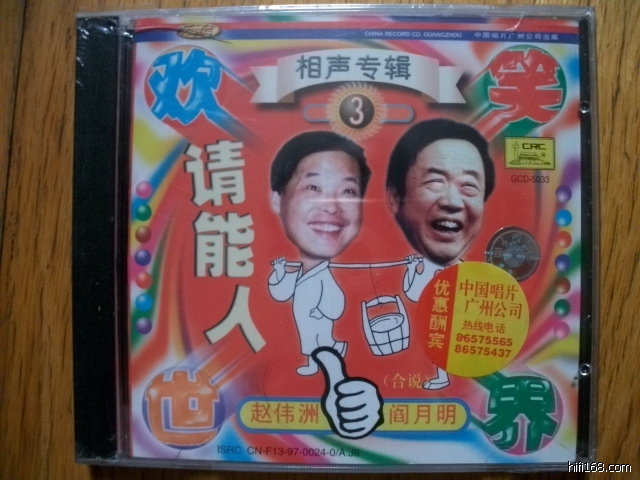 CHINA RECORD CO. GUANGZHOU 中国唱片广州公司出版
欢笑世界
相声专辑
3
CRC
GCD-5033
请能人
优惠酬宾
中国唱片
广州公司
热线电话
86575565
86575437
(合说)
赵伟洲 阎月明
ISRC CN-F13-97-0024-0/A.J8
hifi168.com